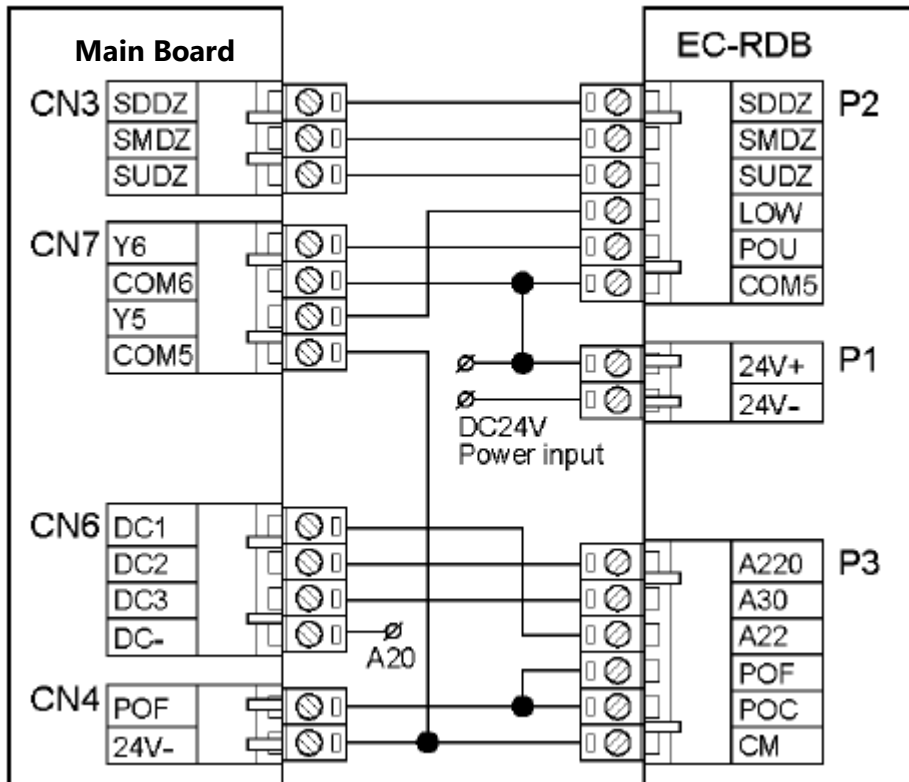 Main Board
EC-RDB
CN3
SDDZ
SMDZ
SUDZ
CN7
Y6
COM6
Y5
COM5
CN6
DC1
DC2
DC3
DC-
A20
CN4
POF
24V-
P2
SDDZ
SMDZ
SUDZ
LOW
POU
COM5
P1
24V+
24V-
DC24V
Power input
P3
A220
A30
A22
POF
POC
CM